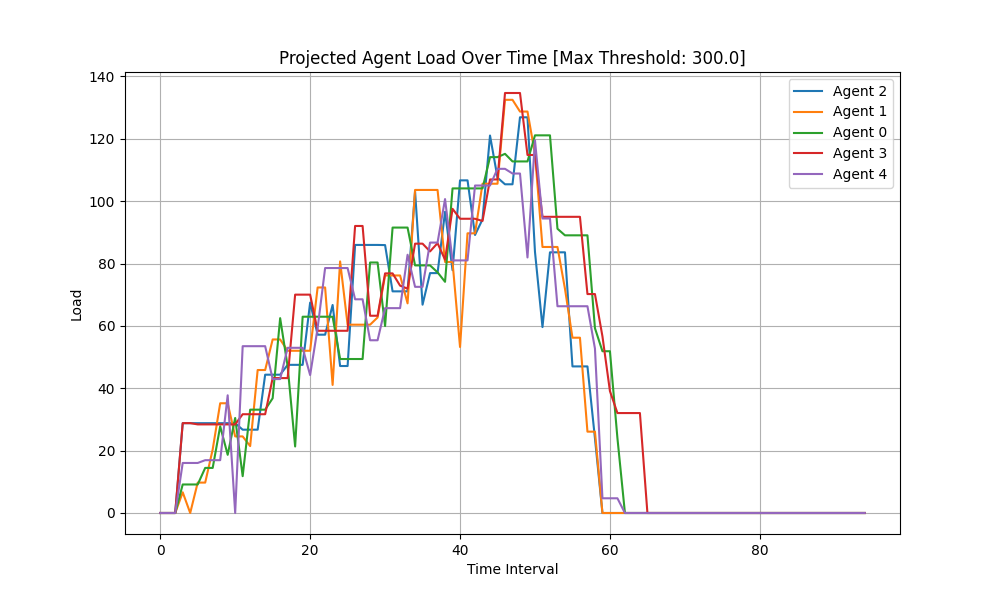 Projected Agent Load Over Time [Max Threshold: 300.0]
140
120
100
80
60
40
20
0
Load
Agent 2
Agent 1
Agent 0
Agent 3
Agent 4
0 20 40 60 80
Time Interval